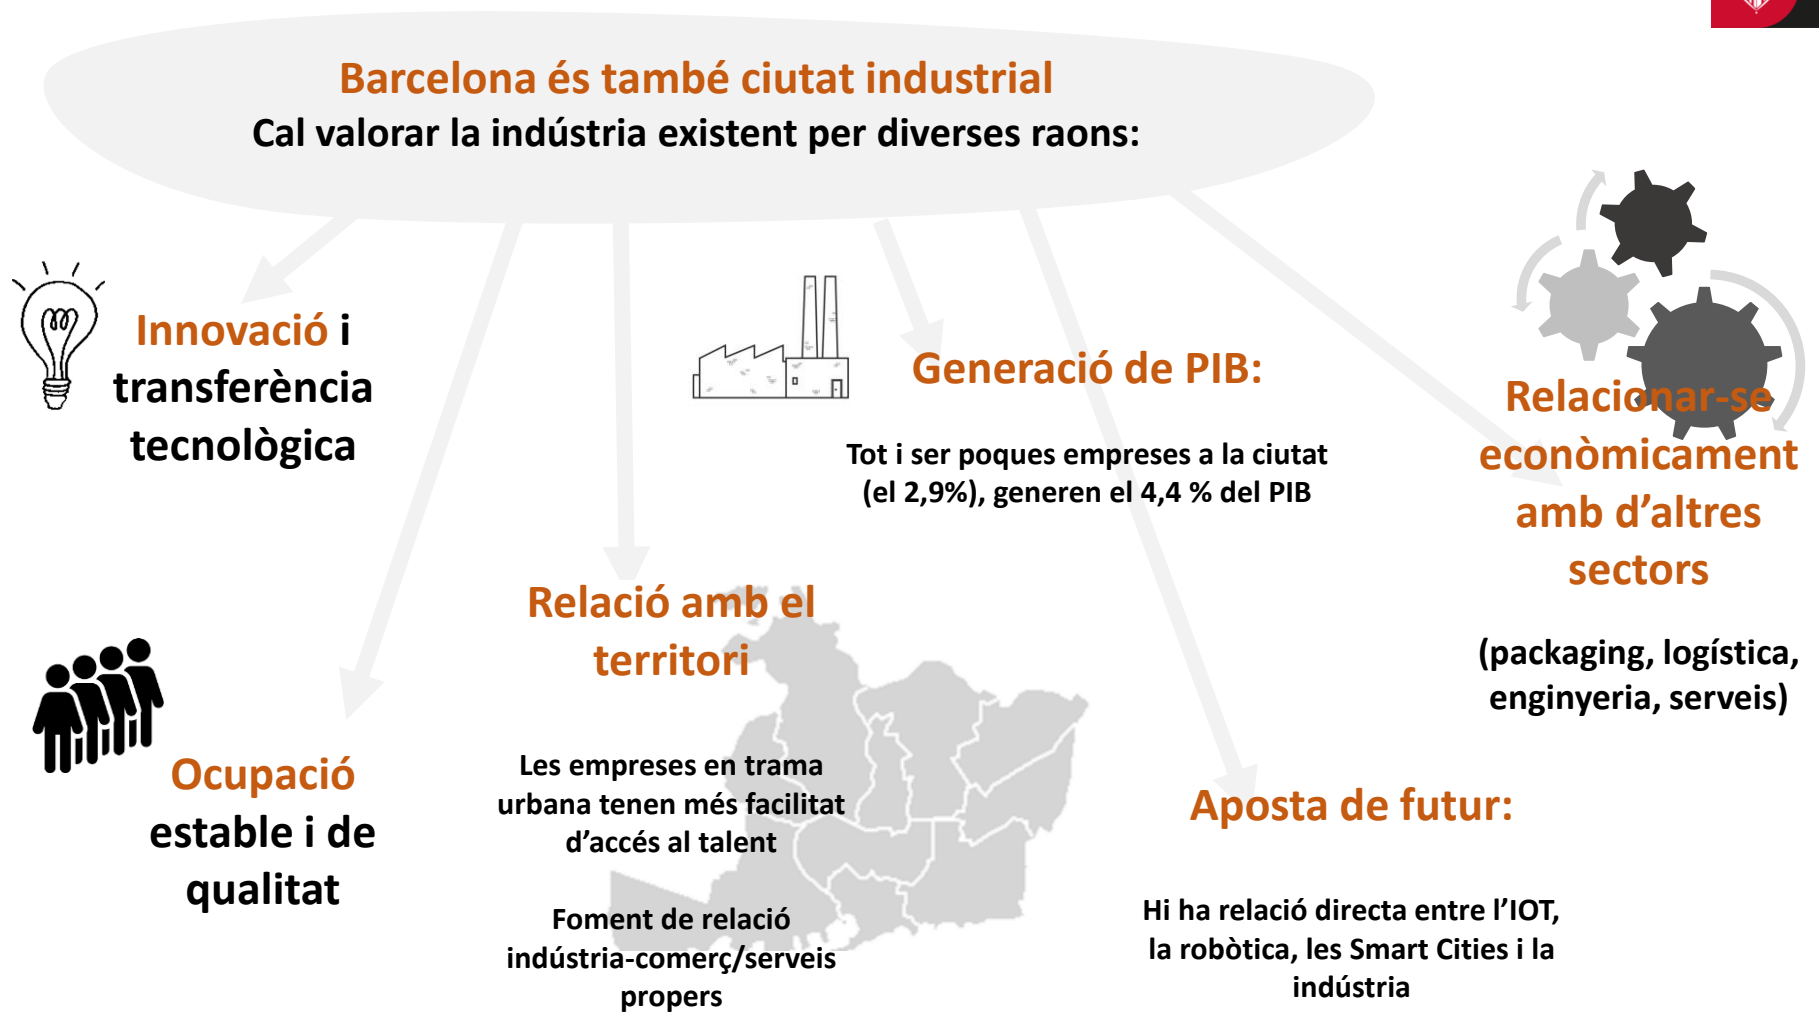 Barcelona és també ciutat industrial
Cal valorar la indústria existent per diverses raons:
Innovació i
transferència
tecnològica
Generació de PIB:
Tot i ser poques empreses a la ciutat
(el 2,9%), generen el 4,4 % del PIB
Relacionar-se
econòmicament
amb d’altres
sectors
(packaging, logística,
enginyeria, serveis)
Ocupació
estable i de
qualitat
Relació amb el
territori
Les empreses en trama
urbana tenen més facilitat
d’accés al talent
Foment de relació
indústria-comerç/serveis
propers
Aposta de futur:
Hi ha relació directa entre l’IOT,
la robòtica, les Smart Cities i la
indústria